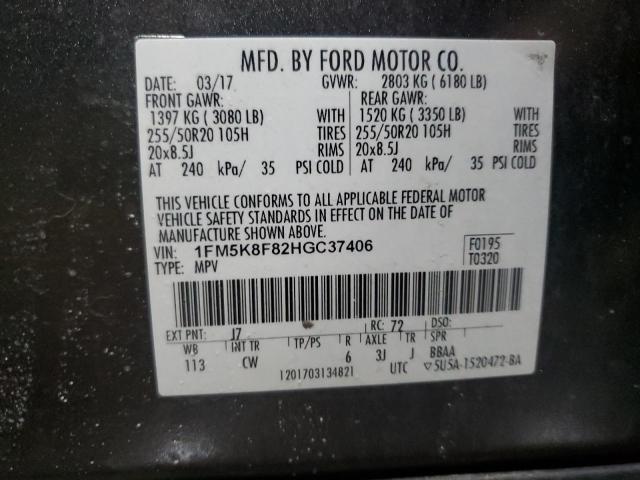 MFD. BY FORD MOTOR CO.
DATE: 03/17 GVWR: 2803 KG ( 6180 LB)
FRONT GAWR: REAR GAWR:
1397 KG ( 3080 LB) WITH 1520 KG ( 3350 LB) WITH
255/50R20 105H TIRES 255/50R20 105H TIRES
20x8.5J RIMS 20x8.5J RIMS
AT 240 kPa/ 35 PSI COLD AT 240 kPa/ 35 PSI COLD
THIS VEHICLE CONFORMS TO ALL APPLICABLE FEDERAL MOTOR
VEHICLE SAFETY STANDARDS IN EFFECT ON THE DATE OF
MANUFACTURE SHOWN ABOVE.
VIN: 1FM5K8F82HGC37406 F0195
TYPE: MPV T0320
EXT PNT: J7 RC: 72 DSO:
WB INT TR TP/PS R AXLE TR SPR
113 CW 6 3J J BBAA
1201703134821 UTC ▽5U5A-1520472-BA